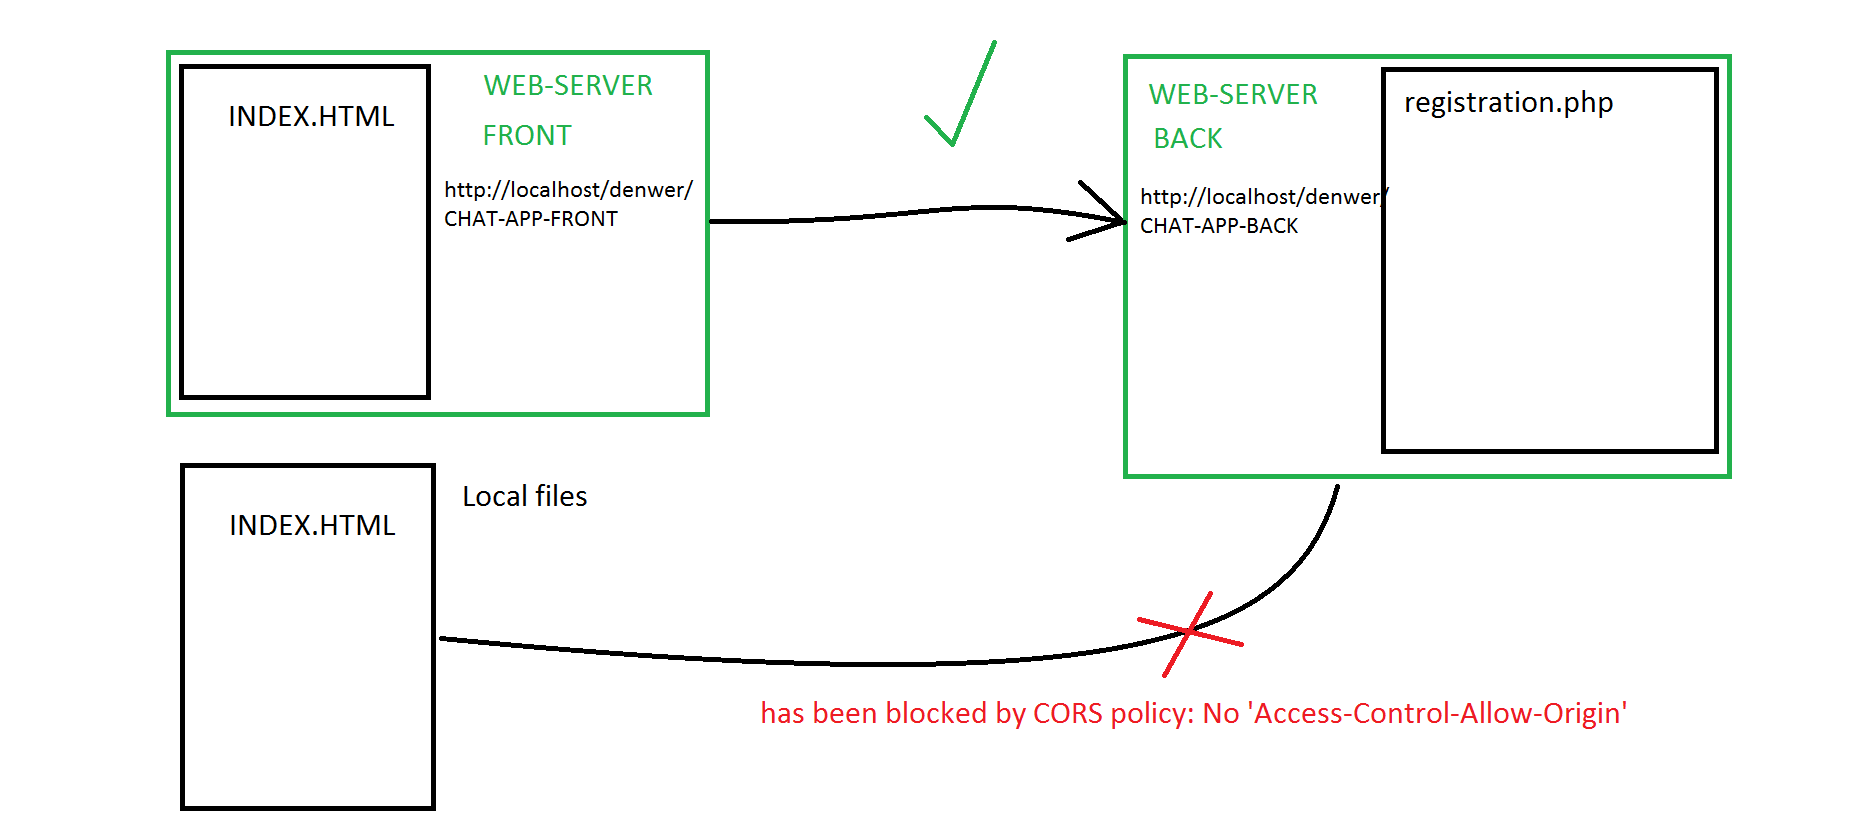 INDEX.HTML
WEB-SERVER
FRONT
http://localhost/denwer/
CHAT-APP-FRONT
WEB-SERVER
BACK
http://localhost/denwer/
CHAT-APP-BACK
registration.php
INDEX.HTML
Local files
has been blocked by CORS policy: No 'Access-Control-Allow-Origin'